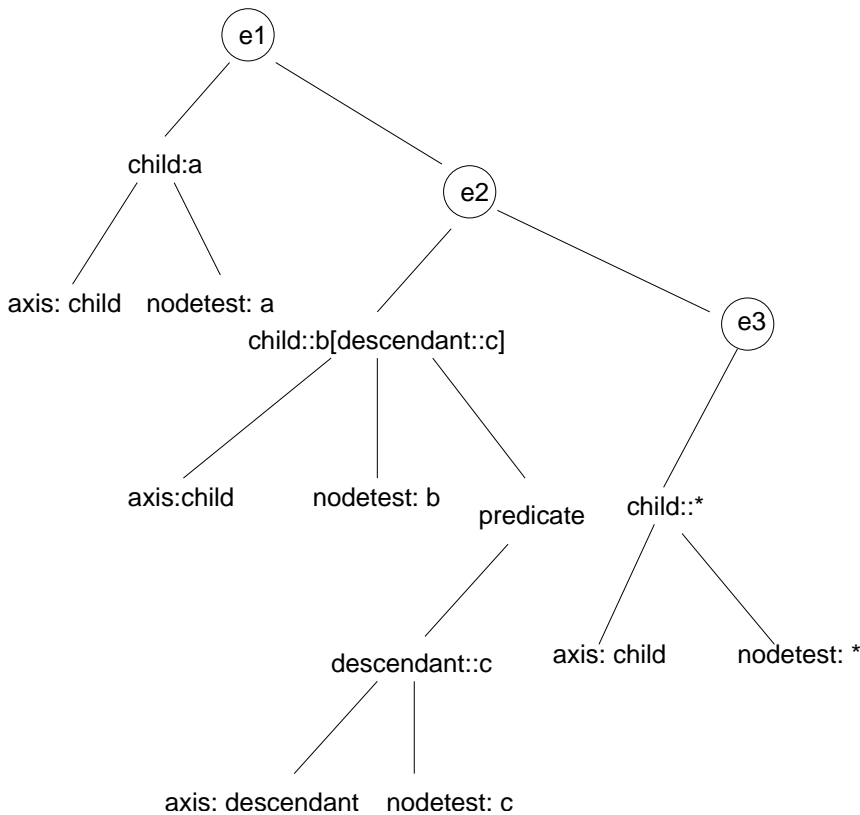 e1
child:a
e2
axis: child
nodetest: a
e3
child::b[descendant::c]
axis:child
nodetest: b
predicate
child::*
descendant::c
axis: child
nodetest: *
axis: descendant
nodetest: c